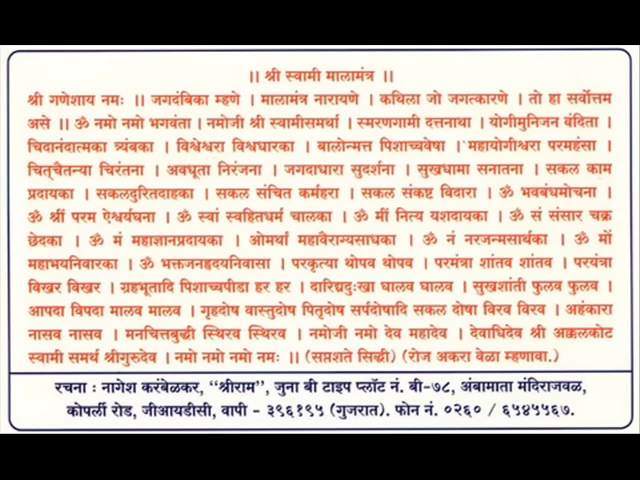 ॥ श्री स्वामी मालामंत्र ॥
श्री गणेशाय नमः ॥ जगदंबिका म्हणे । मालामंत्र नारायणे । कथिला जो जगत्कारणे । तो हा सर्वोत्तम
असे ॥ ॐ नमो नमो भगवंता । नमोजी श्री स्वामीसमर्था । स्मरणगामी दत्तनाथा । योगीमुनिजन वंदिता ।
चिदानंदात्मका त्र्यंबका । विश्वेश्वरा विश्वधारका । बालोन्मत्त पिशाच्चवेषा । महायोगीश्वरा परमहंसा ।
चित्‌चैतन्या चिरंतना । अवधूता निरंजना । जगदाधारा सुदर्शना । सुखधामा सनातना । सकल काम
प्रदायका । सकलदुरितदाहका । सकल संचित कर्महरा । सकल संकष्ट विदारा । ॐ भवबंधमोचना ।
ॐ श्रीं परम ऐश्वर्यधना । ॐ स्वां स्वहितधर्म चालका । ॐ मीं नित्य यशदायका । ॐ सं संसार चक्र
छेदका । ॐ मं महाज्ञानप्रदायका । ओमर्था महावैराग्यसाधका । ॐ नं नरजन्मसार्थका । ॐ मों
महाभयनिवारका । ॐ भक्तजनहृदयनिवासा । परकृत्या थोपव थोपव । परमंत्रा शांतव शांतव । परयंत्रा
विखर विखर । ग्रहभूतादि पिशाच्चपीडा हर हर । दारिद्र्यदुःखा घालव घालव । सुखशांती फुलव फुलव ।
आपदा विपदा मालव मालव । गृहदोष वास्तुदोष पितृदोष सर्पदोषादि सकल दोषा विरव विरव । अहंकारा
नासव नासव । मनचित्तबुद्धी स्थिरव स्थिरव । नमोजी नमो देव महादेव । देवाधिदेव श्री अक्कलकोट
स्वामी समर्थ श्रीगुरुदेव । नमो नमो नमो नमः ॥ (सप्तशते सिद्धी) (रोज अकरा वेळा म्हणावा.)
रचना : नागेश करंबेळकर, “श्रीराम”, जुना बी टाइप प्लॉट नं. बी-७८, अंबामाता मंदिराजवळ,
कोपर्ली रोड, जीआयडीसी, वापी - ३९६१९५ (गुजरात). फोन नं. ०२६० / ६५४५५६७.